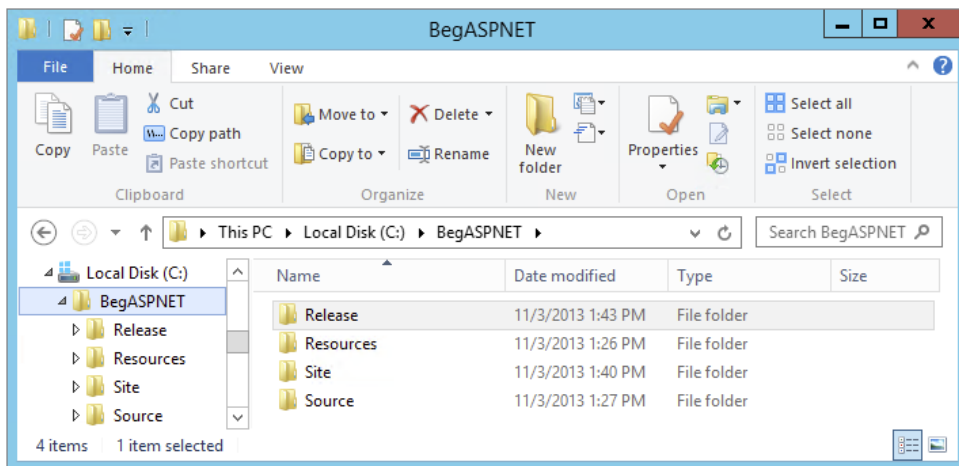 BegASPNET
File Home Share View
Copy
Paste
Cut
Copy path
Paste shortcut
Clipboard
Move to
Copy to
Delete
Rename
Organize
New folder
New
Properties
Open
Select all
Select none
Invert selection
Select
This PC Local Disk (C:) BegASPNET
Search BegASPNET
Local Disk (C:)
BegASPNET
Release
Resources
Site
Source
Name Date modified Type Size
Release 11/3/2013 1:43 PM File folder
Resources 11/3/2013 1:26 PM File folder
Site 11/3/2013 1:40 PM File folder
Source 11/3/2013 1:27 PM File folder
4 items 1 item selected